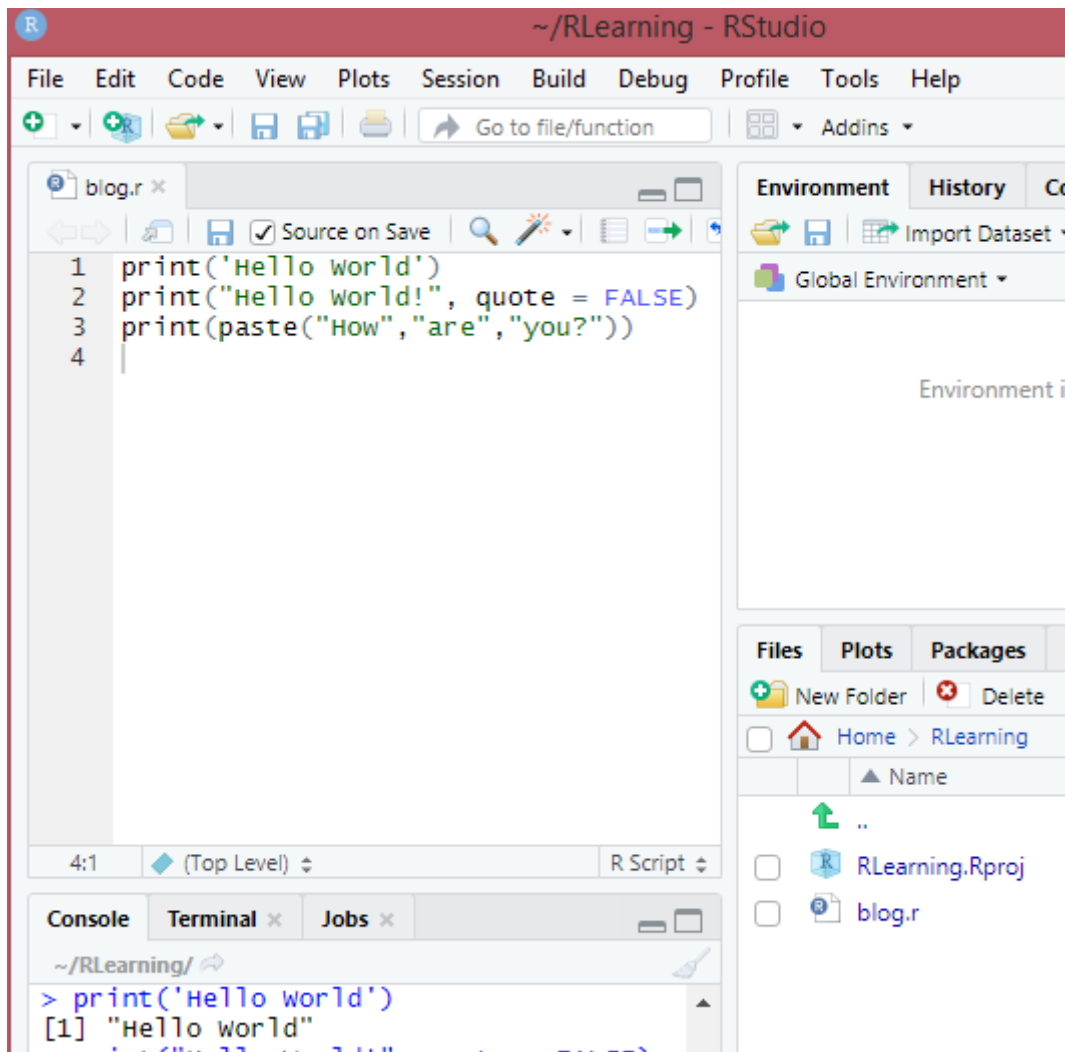 R
~/RLearning - RStudio
File Edit Code View Plots Session Build Debug Profile Tools Help
Go to file/function Addins
blog.r
Source on Save
1 print('Hello World')
2 print("Hello World!", quote = FALSE)
3 print(paste("How","are","you?"))
4
4:1 (Top Level) R Script
Console Terminal Jobs
~/RLearning/
> print('Hello World')
[1] "Hello World"
Environment History
Import Dataset
Global Environment
Environment
Files Plots Packages
New Folder Delete
Home > RLearning
Name
..
RLearning.Rproj
blog.r